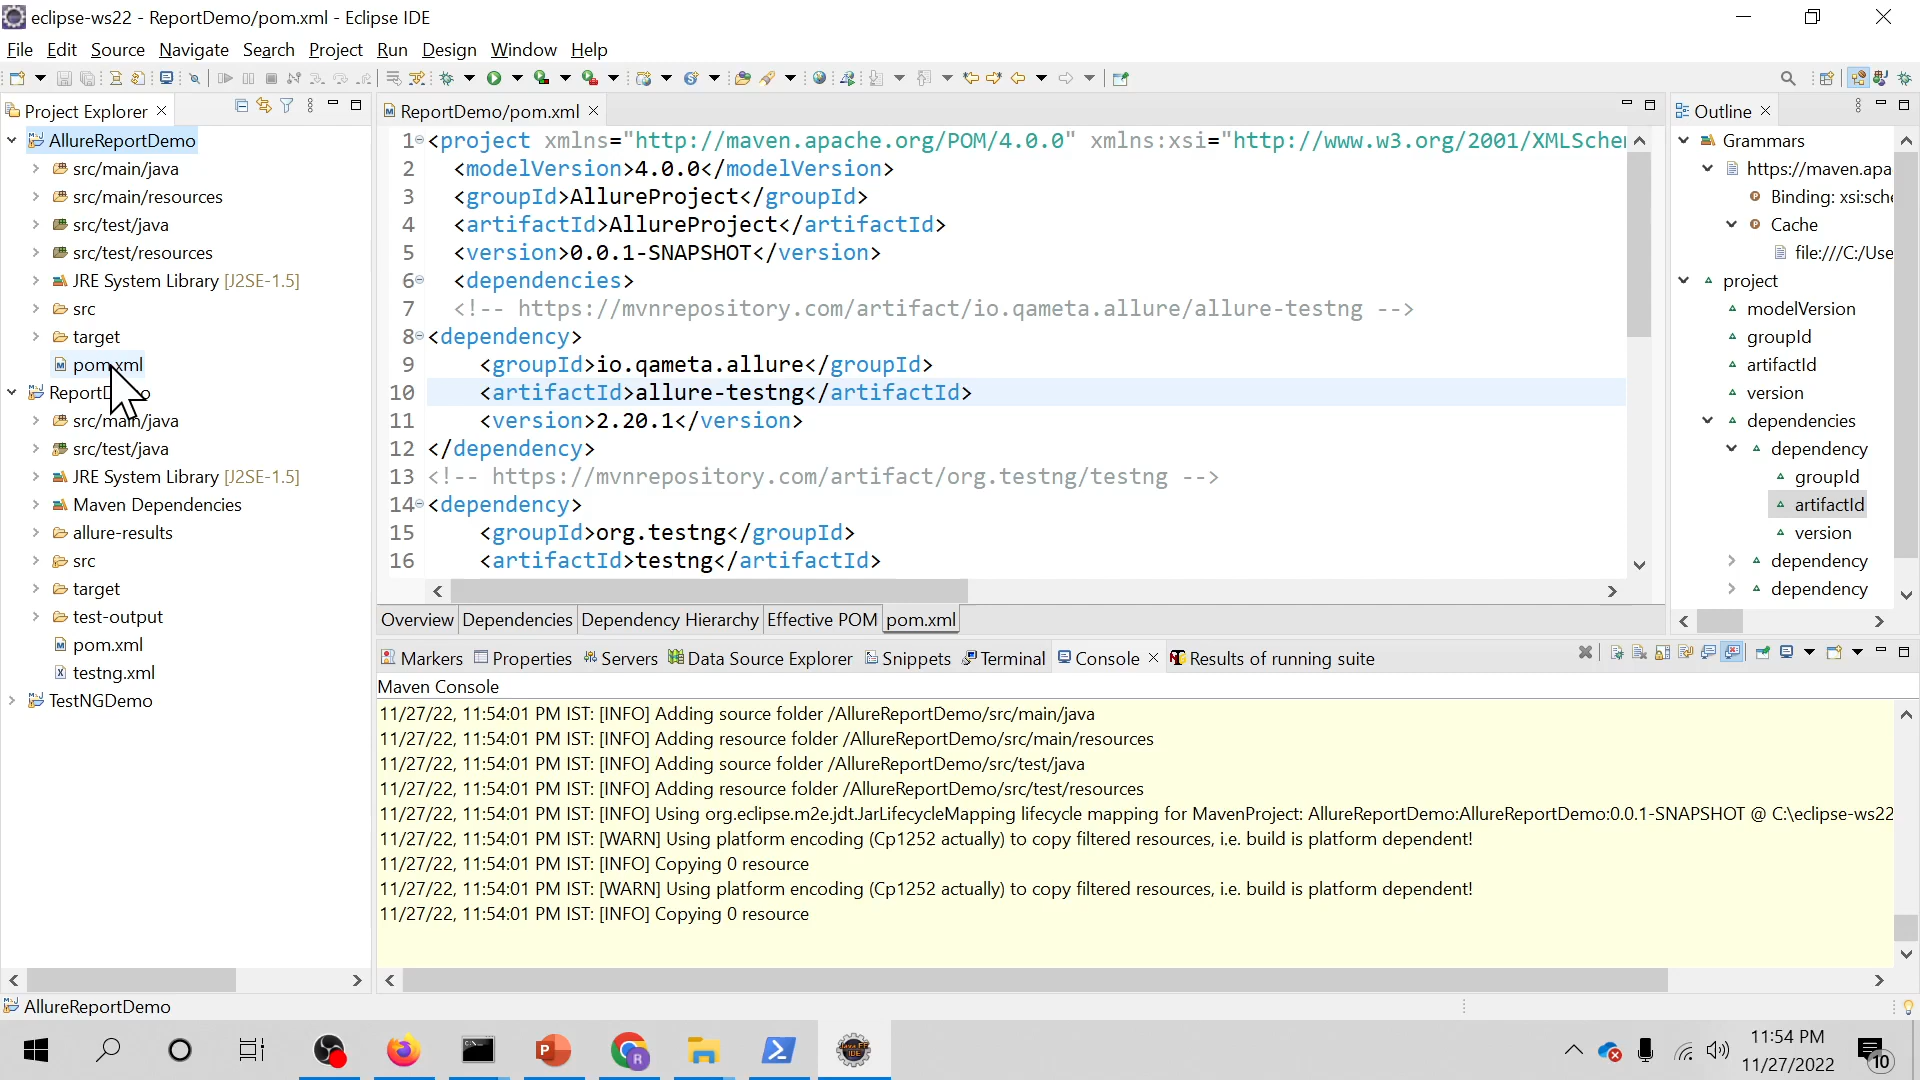 eclipse-ws22 - ReportDemo/pom.xml - Eclipse IDE
File Edit Source Navigate Search Project Run Design Window Help
Project Explorer
AllureReportDemo
src/main/java
src/main/resources
src/test/java
src/test/resources
JRE System Library [J2SE-1.5]
src
target
pom.xml
src/main/java
src/test/java
JRE System Library [J2SE-1.5]
Maven Dependencies
allure-results
src
target
test-output
pom.xml
testng.xml
TestNGDemo
ReportDemo/pom.xml
1 <project xmlns="http://maven.apache.org/POM/4.0.0" xmlns:xsi="http://www.w3.org/2001/XMLSche
2 <modelVersion>4.0.0</modelVersion>
3 <groupId>AllureProject</groupId>
4 <artifactId>AllureProject</artifactId>
5 <version>0.0.1-SNAPSHOT</version>
6 <dependencies>
7 <!-- https://mvnrepository.com/artifact/io.qameta.allure/allure-testng -->
8 <dependency>
9 <groupId>io.qameta.allure</groupId>
10 <artifactId>allure-testng</artifactId>
11 <version>2.20.1</version>
12 </dependency>
13 <!-- https://mvnrepository.com/artifact/org.testng/testng -->
14 <dependency>
15 <groupId>org.testng</groupId>
16 <artifactId>testng</artifactId>
Overview Dependencies Dependency Hierarchy Effective POM pom.xml
Outline
Grammars
https://maven.apa
Binding: xsi:sche
Cache
file:///C:/Use
project
modelVersion
groupId
artifactId
version
dependencies
dependency
groupId
artifactId
version
dependency
dependency
Markers Properties Servers Data Source Explorer Snippets Terminal Console Results of running suite
Maven Console
11/27/22, 11:54:01 PM IST: [INFO] Adding source folder /AllureReportDemo/src/main/java
11/27/22, 11:54:01 PM IST: [INFO] Adding resource folder /AllureReportDemo/src/main/resources
11/27/22, 11:54:01 PM IST: [INFO] Adding source folder /AllureReportDemo/src/test/java
11/27/22, 11:54:01 PM IST: [INFO] Adding resource folder /AllureReportDemo/src/test/resources
11/27/22, 11:54:01 PM IST: [INFO] Using org.eclipse.m2e.jdt.JarLifecycleMapping lifecycle mapping for MavenProject: AllureReportDemo:AllureReportDemo:0.0.1-SNAPSHOT @ C:\eclipse-ws22
11/27/22, 11:54:01 PM IST: [WARN] Using platform encoding (Cp1252 actually) to copy filtered resources, i.e. build is platform dependent!
11/27/22, 11:54:01 PM IST: [INFO] Copying 0 resource
11/27/22, 11:54:01 PM IST: [WARN] Using platform encoding (Cp1252 actually) to copy filtered resources, i.e. build is platform dependent!
11/27/22, 11:54:01 PM IST: [INFO] Copying 0 resource
AllureReportDemo
11:54 PM
11/27/2022
10